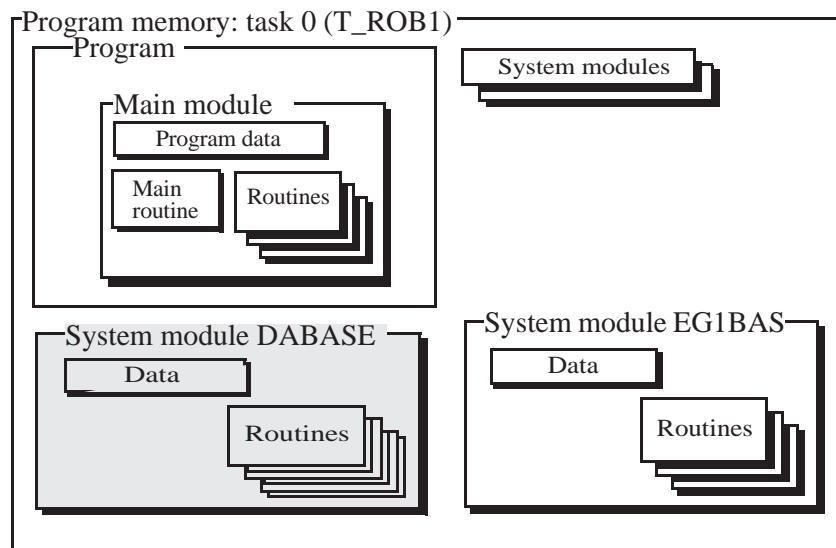 Program memory: task 0 (T_ROB1)
Program
System modules
Main module
Program data
Main
routine
Routines
System module DABASE
Data
Routines
System module EG1BAS
Data
Routines